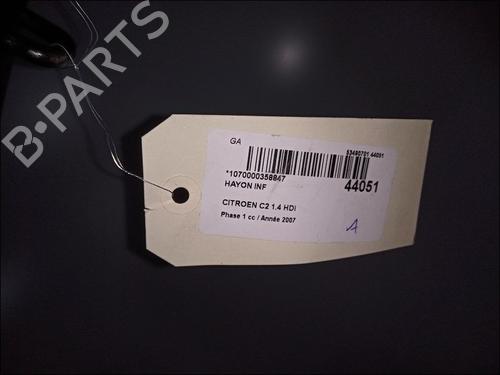 B-PARTS
GA
53490701 44051
*1070000358847
44051
HAYON INF
CITROEN C2 1.4 HDI
Phase 1 cc / Année 2007
A